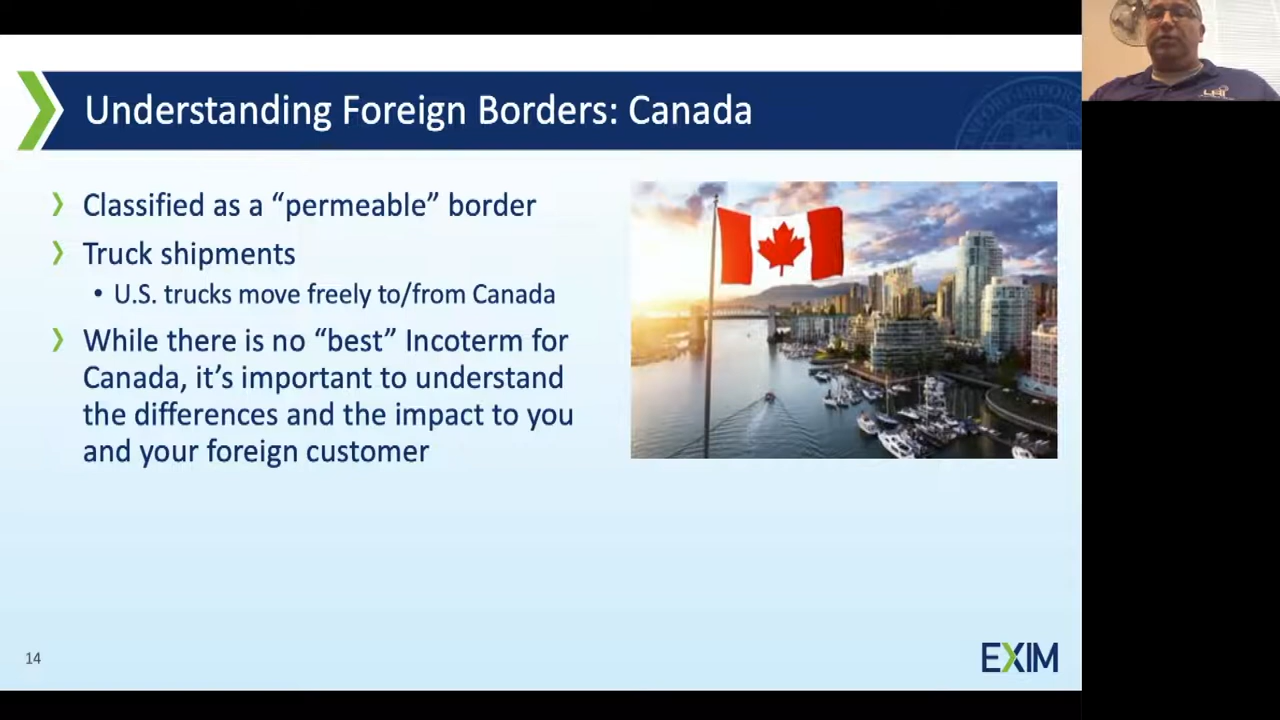 Understanding Foreign Borders: Canada
Classified as a “permeable” border
Truck shipments
• U.S. trucks move freely to/from Canada
While there is no “best” Incoterm for
Canada, it’s important to understand
the differences and the impact to you
and your foreign customer
14
EXIM